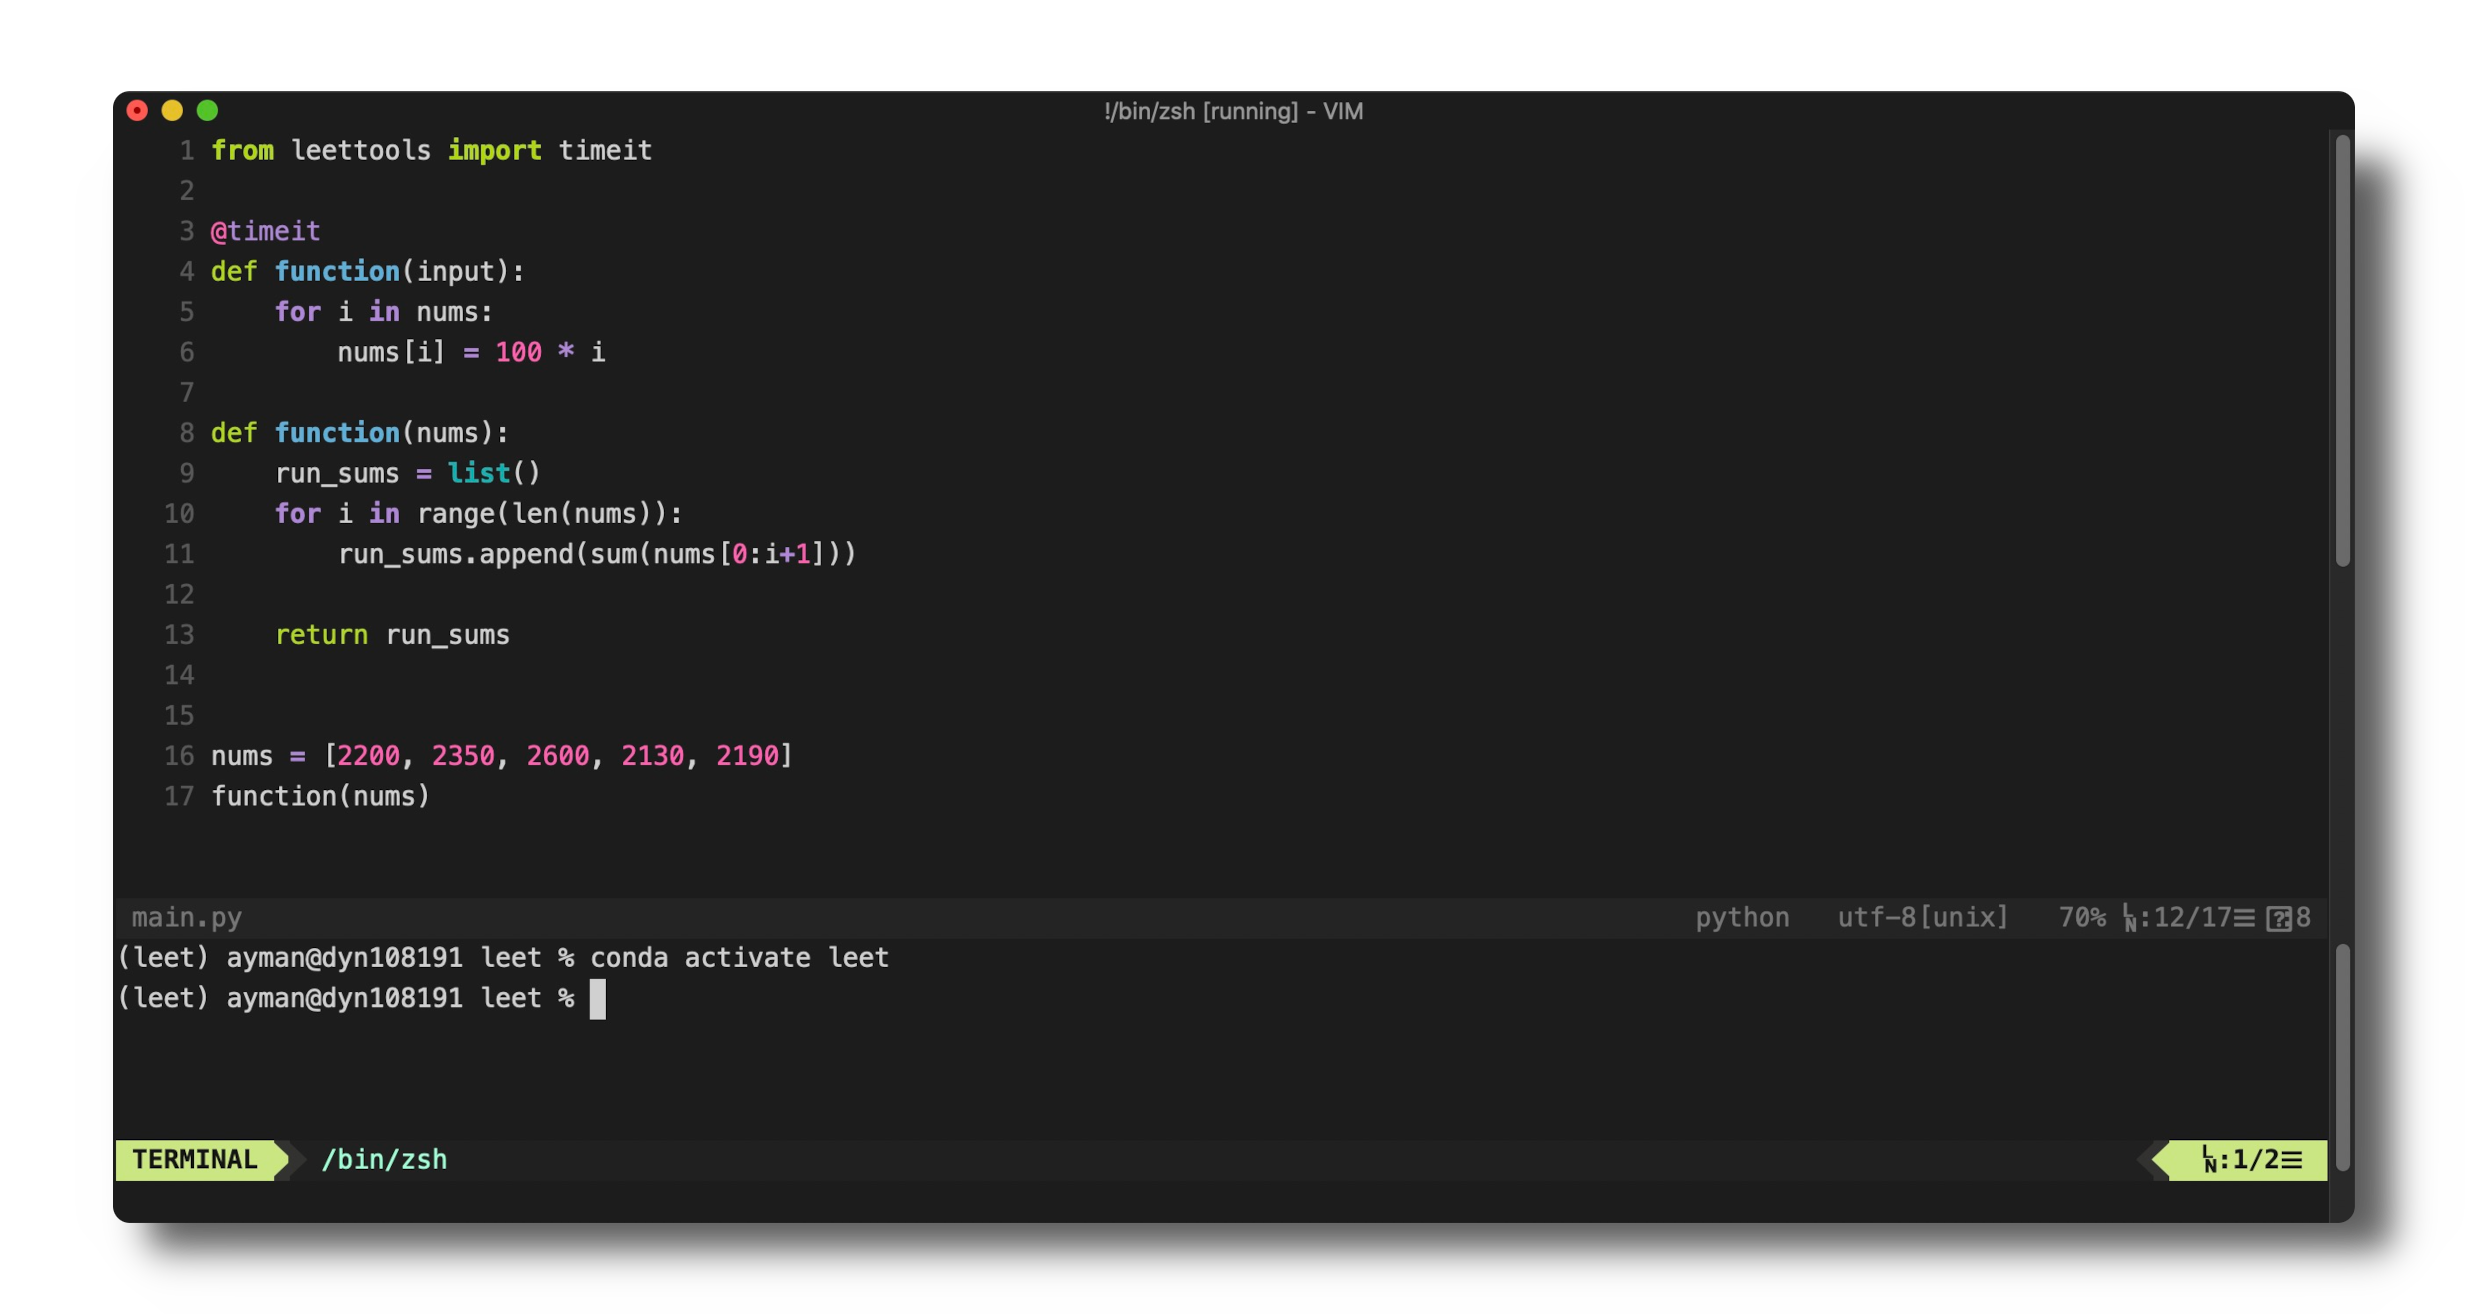 !/bin/zsh [running] - VIM
1 from leettools import timeit
2
3 @timeit
4 def function(input):
5     for i in nums:
6         nums[i] = 100 * i
7
8 def function(nums):
9     run_sums = list()
10     for i in range(len(nums)):
11         run_sums.append(sum(nums[0:i+1]))
12
13     return run_sums
14
15
16 nums = [2200, 2350, 2600, 2130, 2190]
17 function(nums)
main.py python utf-8[unix] 70% LN:12/17≡ 8
(leet) ayman@dyn108191 leet % conda activate leet
(leet) ayman@dyn108191 leet %
TERMINAL /bin/zsh LN:1/2≡